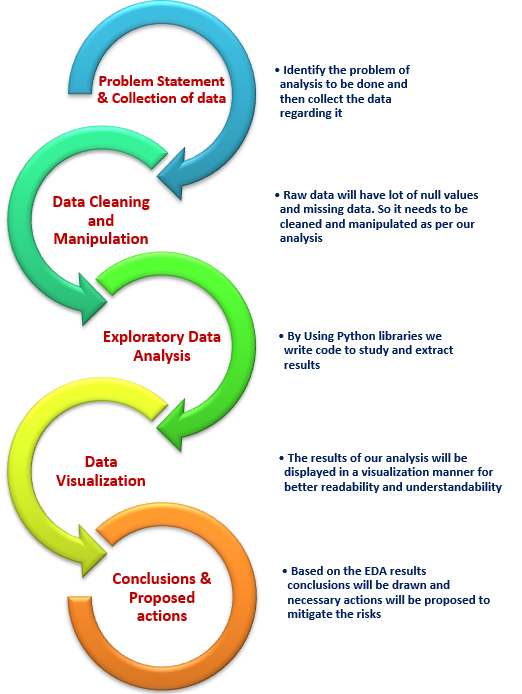 Problem Statement
& Collection of data
• Identify the problem of
analysis to be done and
then collect the data
regarding it
Data Cleaning
and
Manipulation
• Raw data will have lot of null values
and missing data. So it needs to be
cleaned and manipulated as per our
analysis
Exploratory Data
Analysis
• By Using Python libraries we
write code to study and extract
results
Data
Visualization
• The results of our analysis will be
displayed in a visualization manner for
better readability and understandability
Conclusions &
Proposed
actions
• Based on the EDA results
conclusions will be drawn and
necessary actions will be proposed to
mitigate the risks